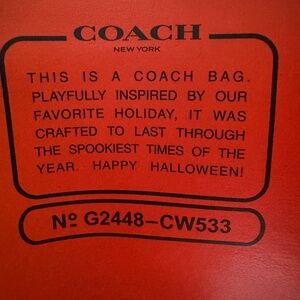 COACH
NEW YORK
THIS IS A COACH BAG.
PLAYFULLY INSPIRED BY OUR
FAVORITE HOLIDAY, IT WAS
CRAFTED TO LAST THROUGH
THE SPOOKIEST TIMES OF THE
YEAR. HAPPY HALLOWEEN!
Nº G2448-CW533